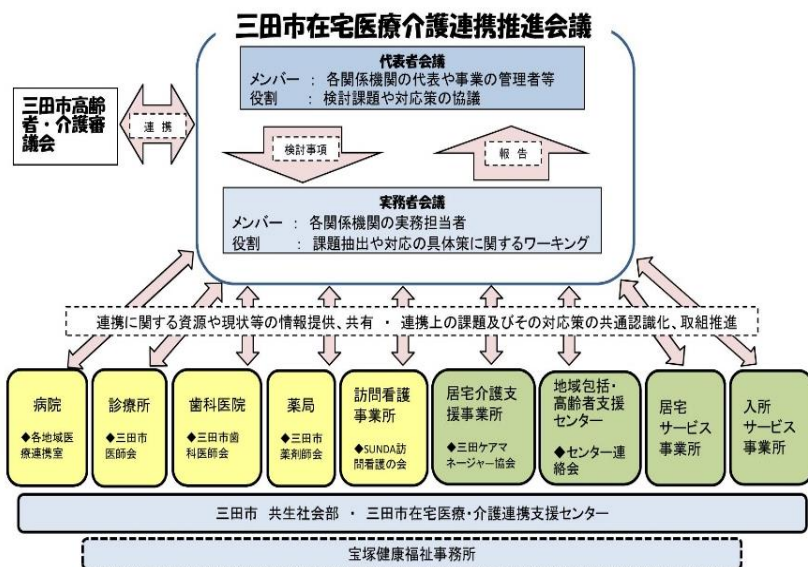 三田市在宅医療介護連携推進会議
代表者会議
メンバー ： 各関係機関の代表や事業の管理者等
役割 ： 検討課題や対応策の協議
三田市高齢
者・介護審
議会
連 携
検討事項
報 告
実務者会議
メンバー ： 各関係機関の実務担当者
役割 ： 課題抽出や対応の具体策に関するワーキング
連携に関する資源や現状等の情報提供、共有 ・ 連携上の課題及びその対応策の共通認識化、取組推進
病院
◆各地域医
療連携室
診療所
◆三田市
医師会
歯科医院
◆三田市歯
科医師会
薬局
◆三田市
薬剤師会
訪問看護
事業所
◆SUNDA訪
問看護の会
居宅介護支
援事業所
◆三田ケアマ
ネージャー協会
地域包括・
高齢者支援
センター
◆センター連
絡会
居宅
サービス
事業所
入所
サービス
事業所
三田市 共生社会部 ・ 三田市在宅医療・介護連携支援センター
宝塚健康福祉事務所